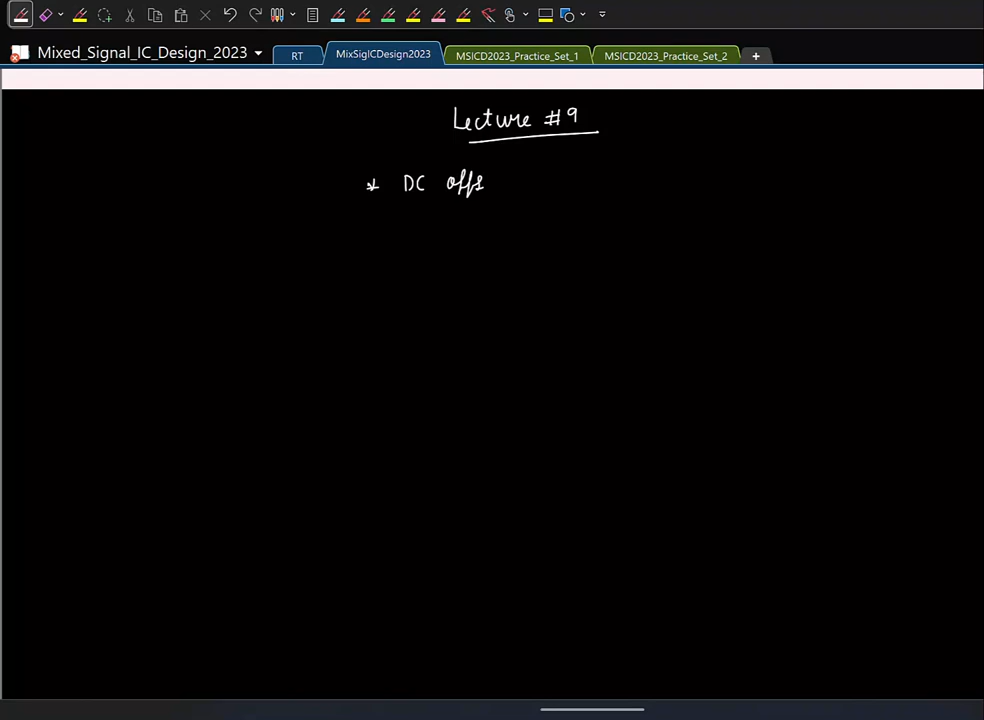 Mixed_Signal_IC_Design_2023 RT MixSigICDesign2023 MSICD2023_Practice_Set_1 MSICD2023_Practice_Set_2 +
Lecture #9
* DC offs